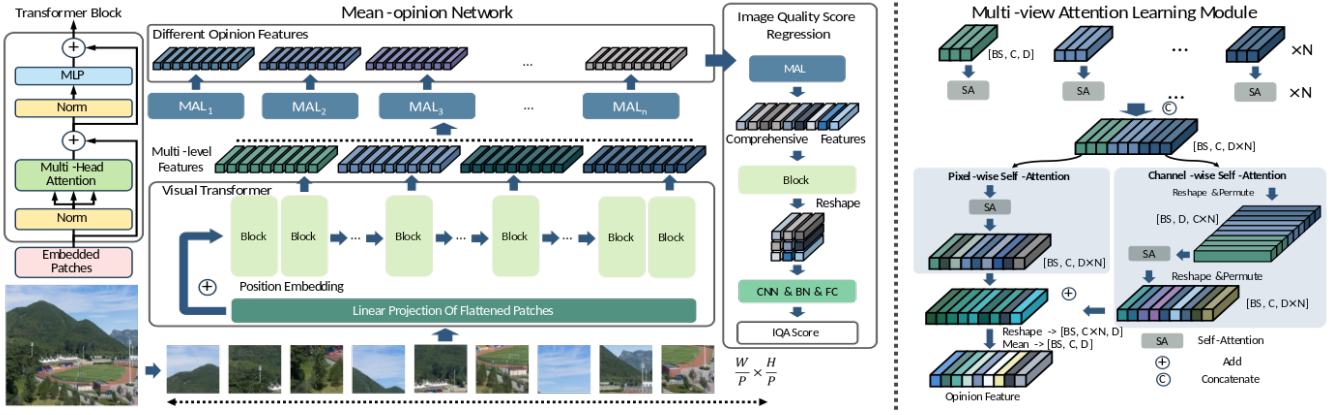 Transformer Block
MLP
Norm
Multi -Head
Attention
Norm
Embedded
Patches
Mean -opinion Network
Different Opinion Features
...
MAL1
MAL2
MAL3
...
MALn
Multi -level
Features
Visual Transformer
Block
Block
...
Block
...
Block
...
Block
Block
Position Embedding
Linear Projection Of Flattened Patches
Image Quality Score
Regression
MAL
Comprehensive Features
Block
Reshape
CNN & BN & FC
IQA Score
W/P × H/P
Multi -view Attention Learning Module
[BS, C, D]
...
×N
SA
SA
...
SA
×N
C
[BS, C, D×N]
Pixel -wise Self -Attention
SA
[BS, C, D×N]
Channel -wise Self -Attention
Reshape &Permute
[BS, D, C×N]
SA
Reshape &Permute
[BS, C, D×N]
Reshape -> [BS, C×N, D]
Mean -> [BS, C, D]
Opinion Feature
SA Self-Attention
+ Add
C Concatenate